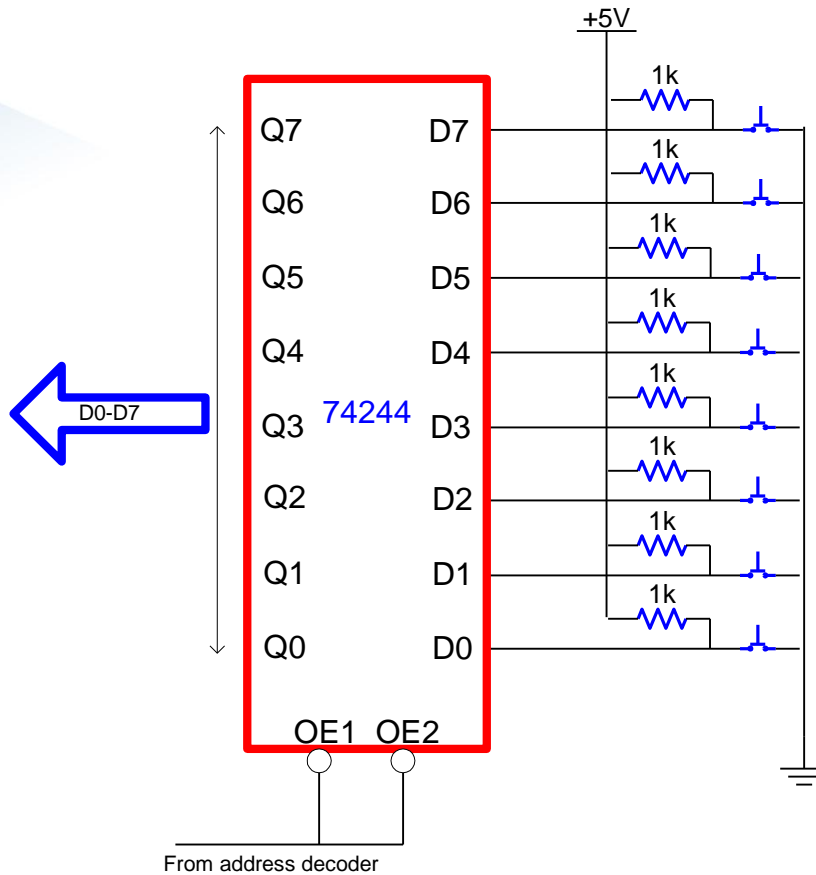 +5V
1k
Q7
D7
1k
Q6
D6
1k
Q5
D5
1k
Q4
D4
1k
D0-D7
Q3
74244
D3
1k
Q2
D2
1k
Q1
D1
1k
Q0
D0
OE1
OE2
From address decoder